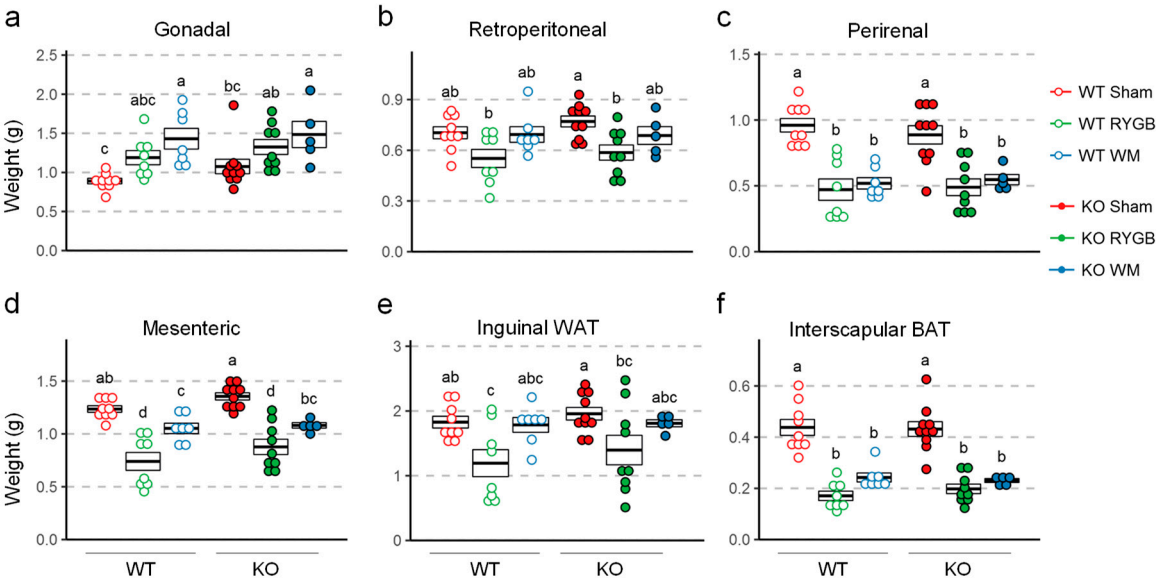 a
Gonadal
Weight (g)
2.5
2.0
1.5
1.0
0.5
0.0
c
abc
a
bc
ab
a
b
Retroperitoneal
0.9
0.6
0.3
0.0
ab
b
ab
a
b
ab
c
Perirenal
1.5
1.0
0.5
0.0
a
b
b
a
b
b
WT Sham
WT RYGB
WT WM
KO Sham
KO RYGB
KO WM
d
Mesenteric
Weight (g)
1.5
1.0
0.5
0.0
ab
d
c
a
d
bc
WT
KO
e
Inguinal WAT
3
2
1
0
ab
c
abc
a
bc
abc
WT
KO
f
Interscapular BAT
0.6
0.4
0.2
0.0
a
b
b
a
b
b
WT
KO